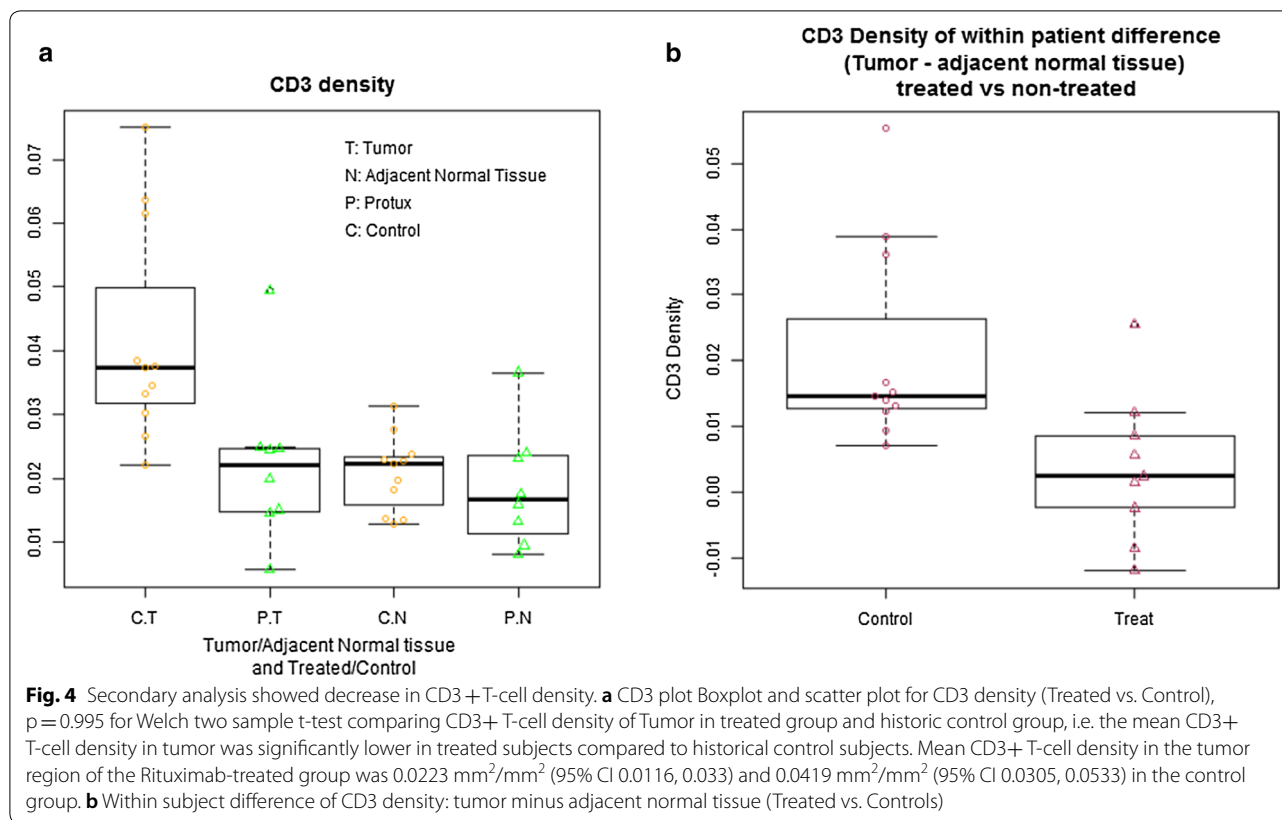 a
CD3 density
0.07
0.06
0.05
0.04
0.03
0.02
0.01
T: Tumor
N: Adjacent Normal Tissue
P: Protux
C: Control
C.T P.T C.N P.N
Tumor/Adjacent Normal tissue
and Treated/Control
b
CD3 Density of within patient difference
(Tumor - adjacent normal tissue)
treated vs non-treated
CD3 Density
0.05
0.04
0.03
0.02
0.01
0.00
-0.01
Control Treat
Fig. 4 Secondary analysis showed decrease in CD3+T-cell density. a CD3 plot Boxplot and scatter plot for CD3 density (Treated vs. Control),
p=0.995 for Welch two sample t-test comparing CD3+ T-cell density of Tumor in treated group and historic control group, i.e. the mean CD3+
T-cell density in tumor was significantly lower in treated subjects compared to historical control subjects. Mean CD3+ T-cell density in the tumor
region of the Rituximab-treated group was 0.0223 mm²/mm² (95% CI 0.0116, 0.033) and 0.0419 mm²/mm² (95% CI 0.0305, 0.0533) in the control
group. b Within subject difference of CD3 density: tumor minus adjacent normal tissue (Treated vs. Controls)